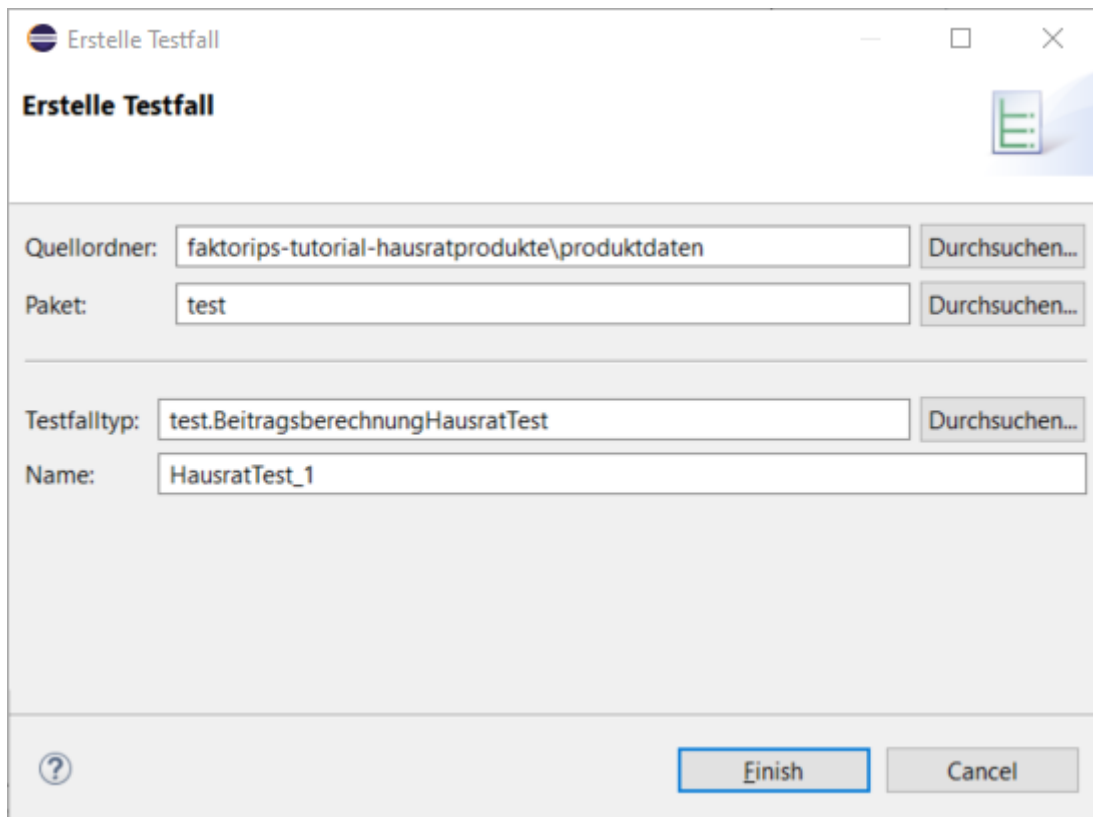 Erstelle Testfall
Erstelle Testfall
Quellordner: faktorips-tutorial-hausratprodukte\produktdaten Durchsuchen...
Paket: test Durchsuchen...
Testfalltyp: test.BeitragsberechnungHausratTest Durchsuchen...
Name: HausratTest_1
? Finish Cancel